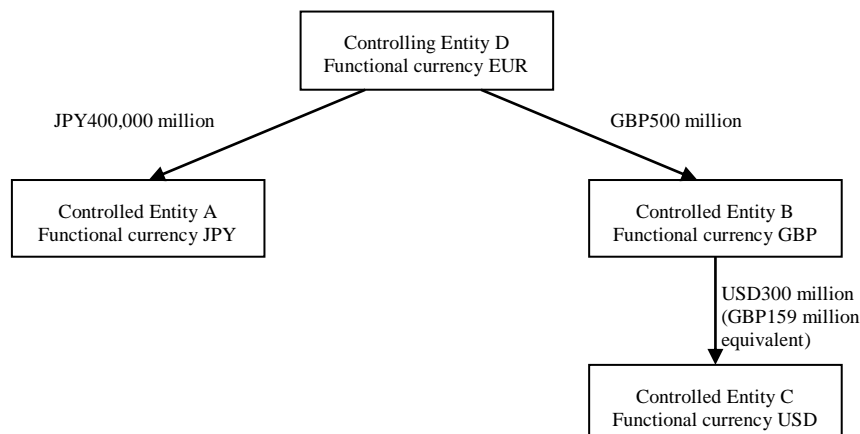 Controlling Entity D
Functional currency EUR
JPY400,000 million
GBP500 million
Controlled Entity A
Functional currency JPY
Controlled Entity B
Functional currency GBP
USD300 million
(GBP159 million
equivalent)
Controlled Entity C
Functional currency USD